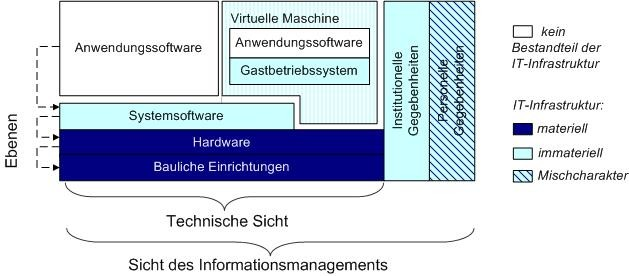 Virtuelle Maschine
Anwendungssoftware
Anwendungssoftware
Gastbetriebssystem
Systemsoftware
Hardware
Bauliche Einrichtungen
Ebenen
Institutionelle
Gegebenheiten
Personelle
Gegebenheiten
Technische Sicht
Sicht des Informationsmanagements
kein
Bestandteil der
IT-Infrastruktur
IT-Infrastruktur:
materiell
immateriell
Mischcharakter